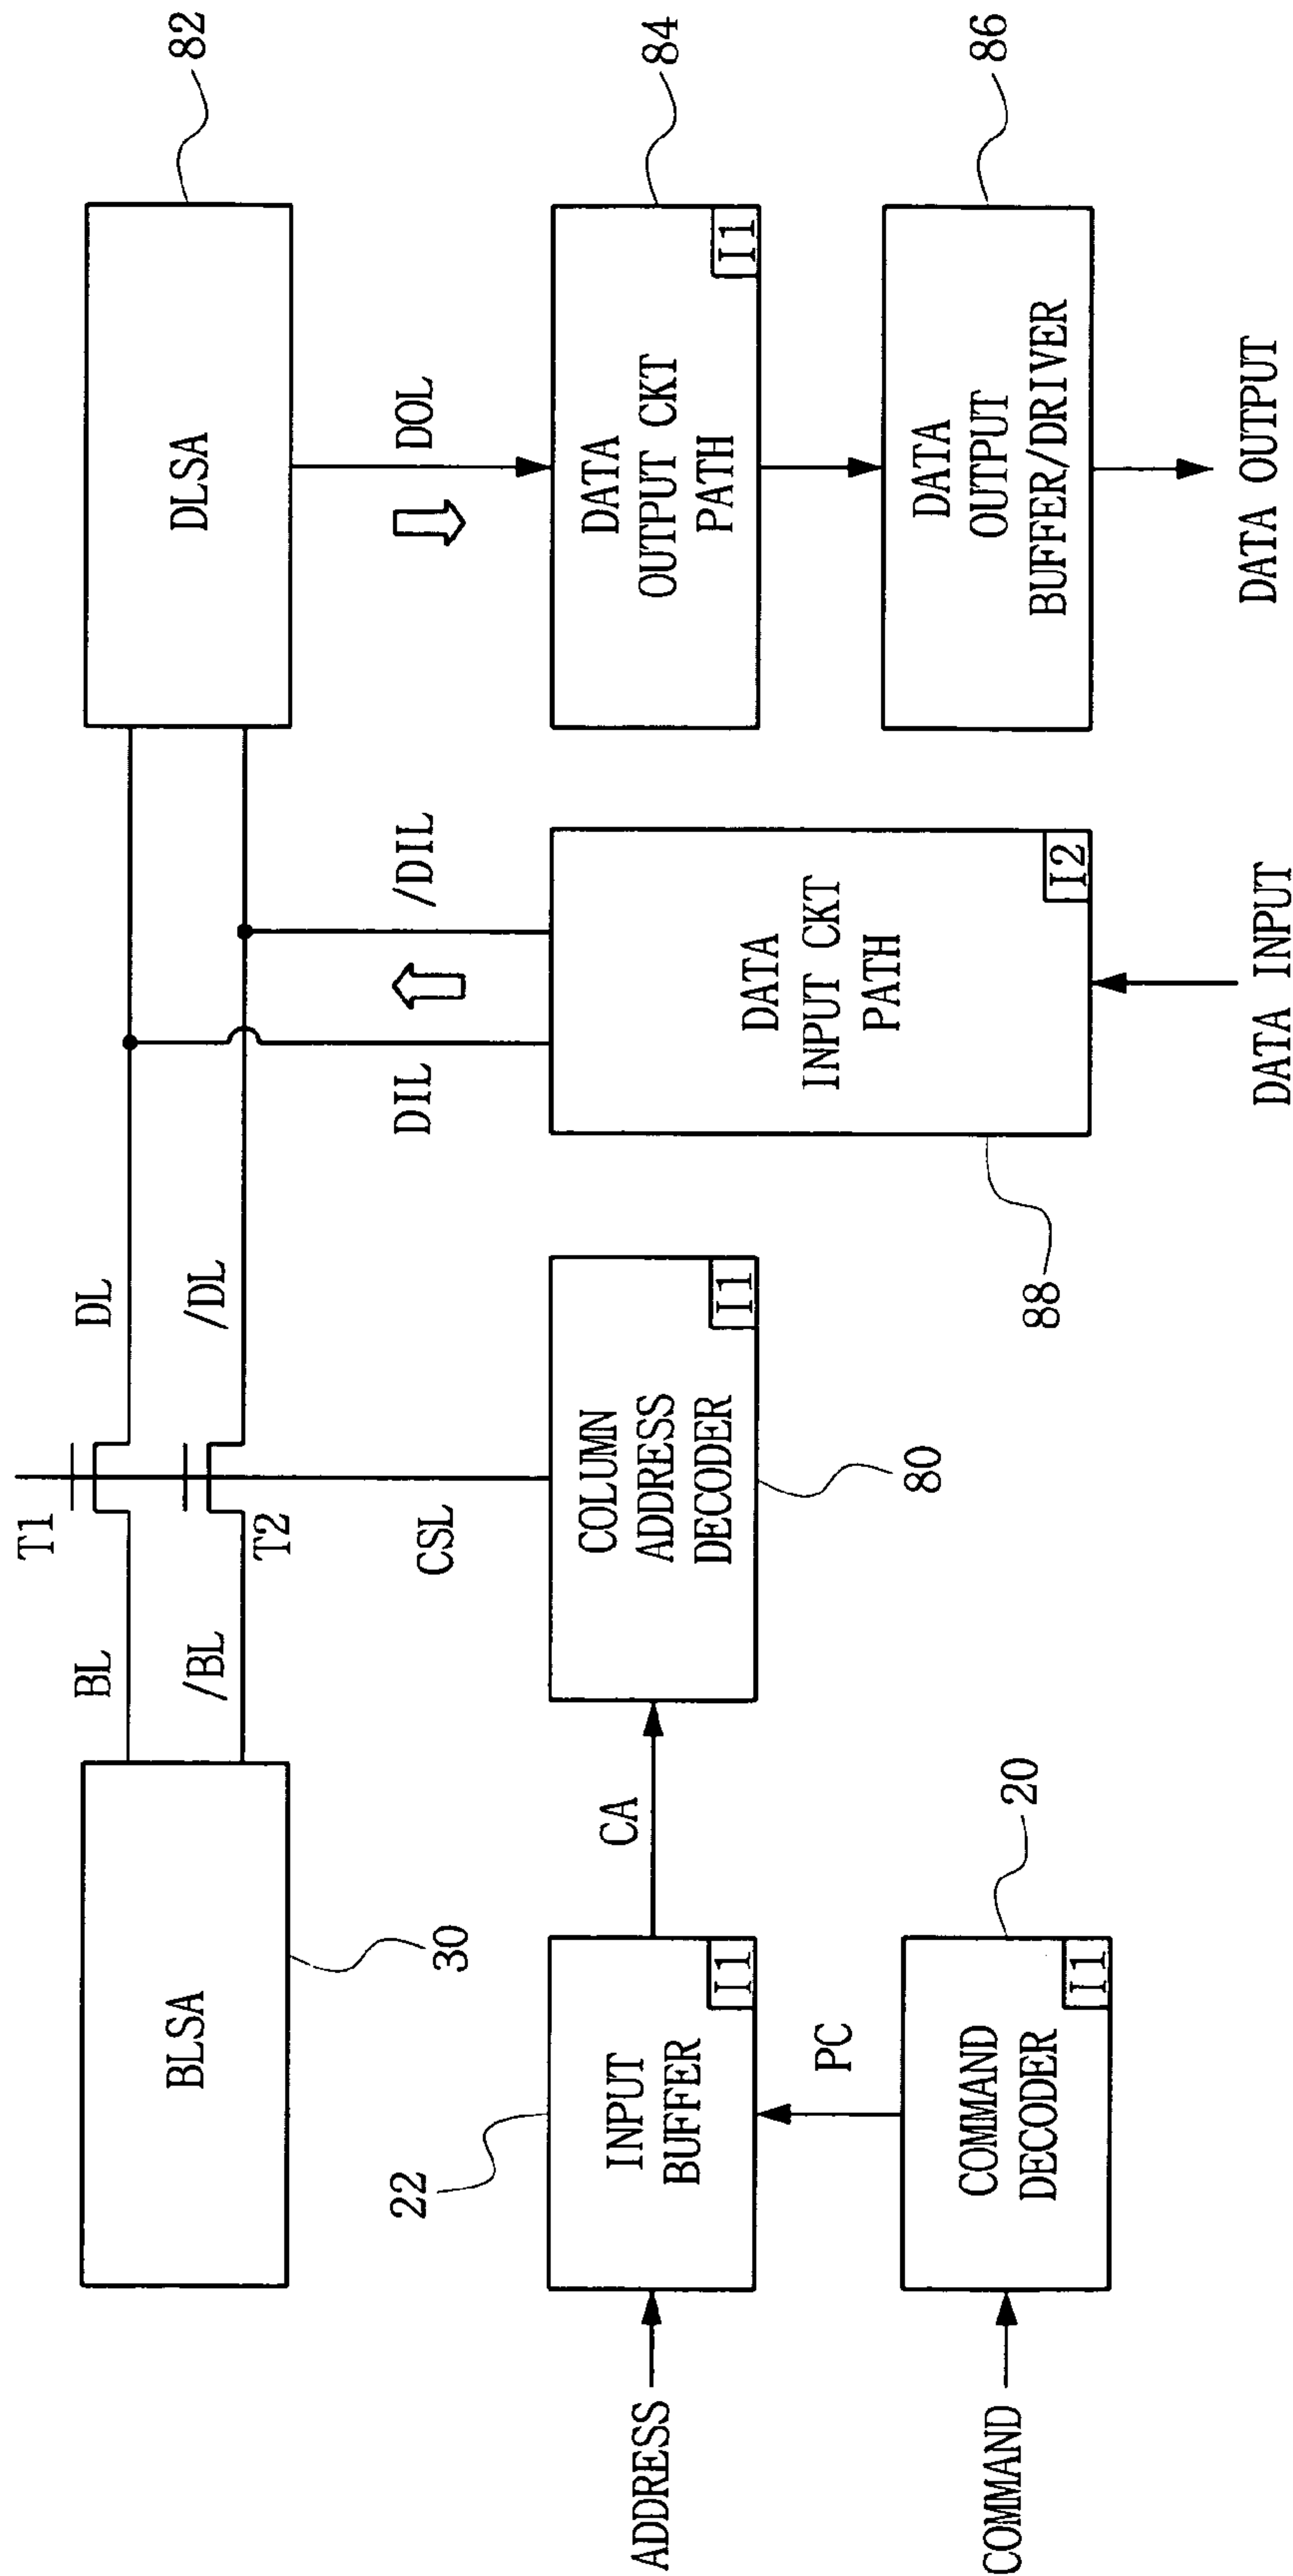 T1
BL
DL
BLSA
/BL
/DL
DLSA
82
T2
30
CSL
DIL
/DIL
DOL
22
ADDRESS
INPUT
BUFFER
I1
CA
COLUMN
ADDRESS
DECODER
I1
80
DATA
INPUT CKT
PATH
I2
88
DATA
OUTPUT CKT
PATH
I1
84
PC
COMMAND
COMMAND
DECODER
I1
20
DATA
OUTPUT
BUFFER/DRIVER
86
DATA INPUT
DATA OUTPUT